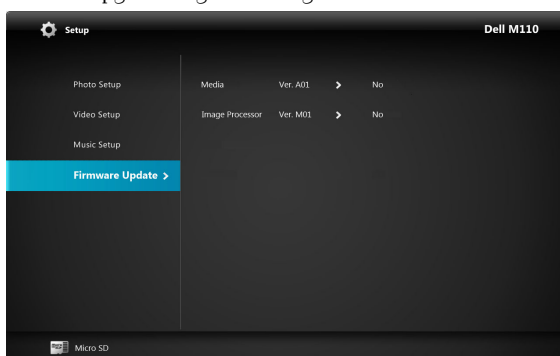 Setup
Dell M110
Photo Setup
Video Setup
Music Setup
Firmware Update
Media Ver. A01 No
Image Processor Ver. M01 No
Micro SD